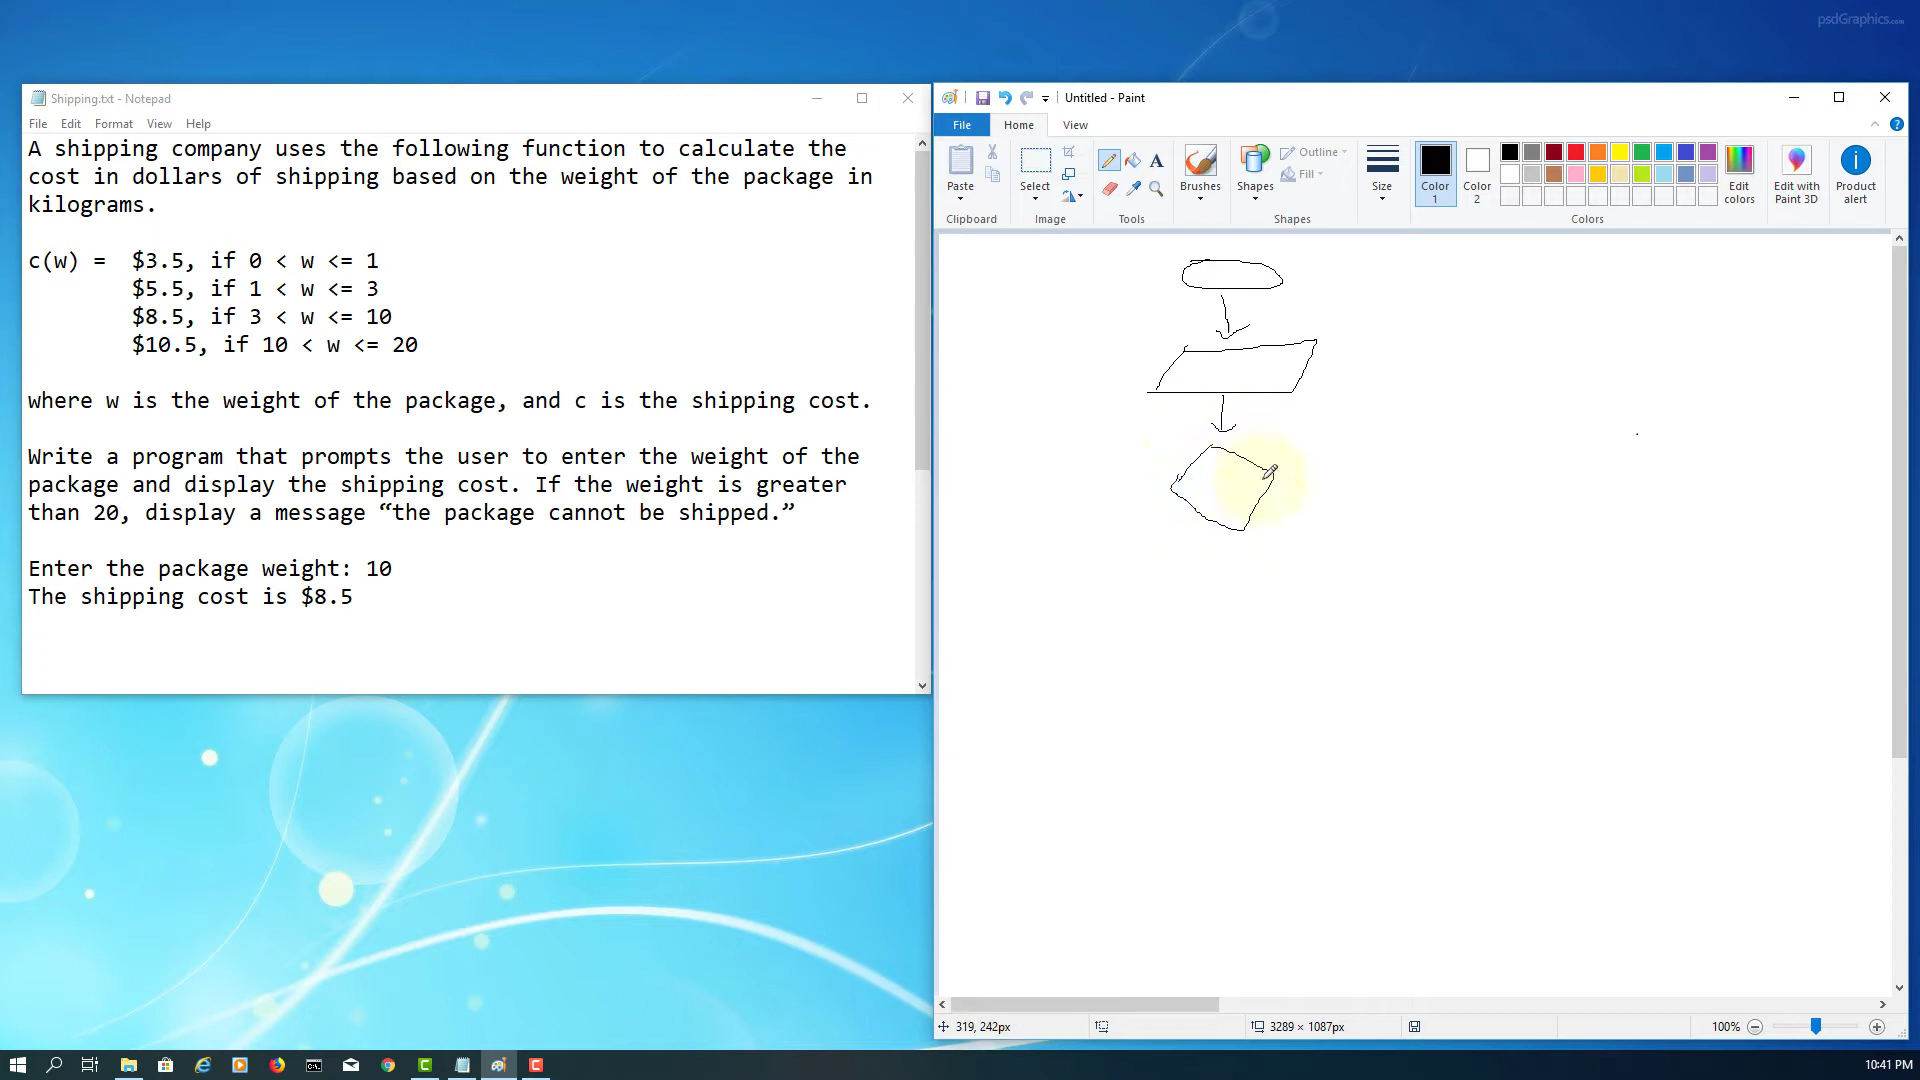 psdGraphics.com
Shipping.txt - Notepad
File Edit Format View Help
A shipping company uses the following function to calculate the
cost in dollars of shipping based on the weight of the package in
kilograms.
c(w) = $3.5, if 0 < w <= 1
$5.5, if 1 < w <= 3
$8.5, if 3 < w <= 10
$10.5, if 10 < w <= 20
where w is the weight of the package, and c is the shipping cost.
Write a program that prompts the user to enter the weight of the
package and display the shipping cost. If the weight is greater
than 20, display a message “the package cannot be shipped.”
Enter the package weight: 10
The shipping cost is $8.5
Untitled - Paint
File Home View
Paste
Clipboard
Select
Image
A
Tools
Brushes
Shapes
Outline
Fill
Shapes
Size
Color 1
Color 2
Edit colors
Colors
Edit with Paint 3D
Product alert
319, 242px
3289 × 1087px
100%
10:41 PM